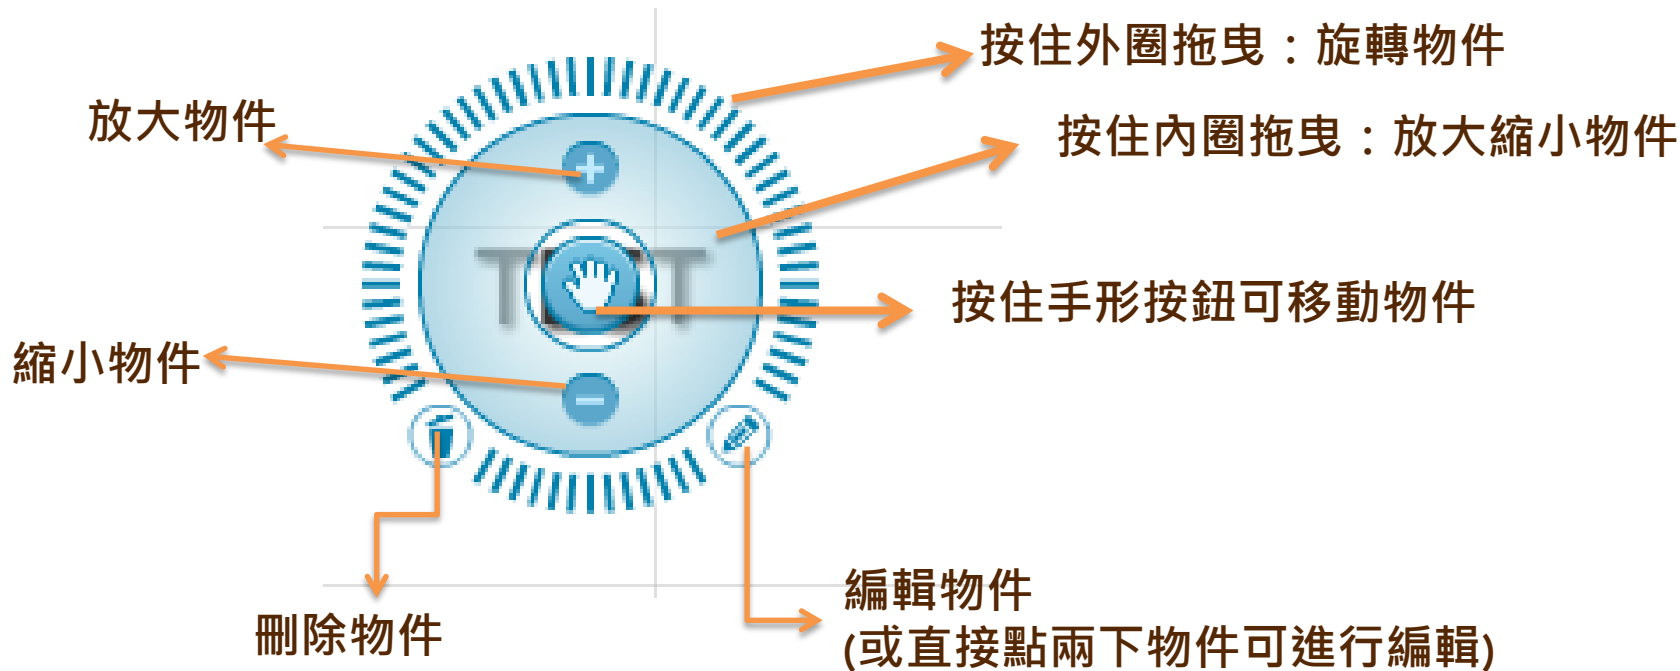 按住外圈拖曳：旋轉物件
放大物件
按住內圈拖曳：放大縮小物件
按住手形按鈕可移動物件
縮小物件
編輯物件
(或直接點兩下物件可進行編輯)
刪除物件